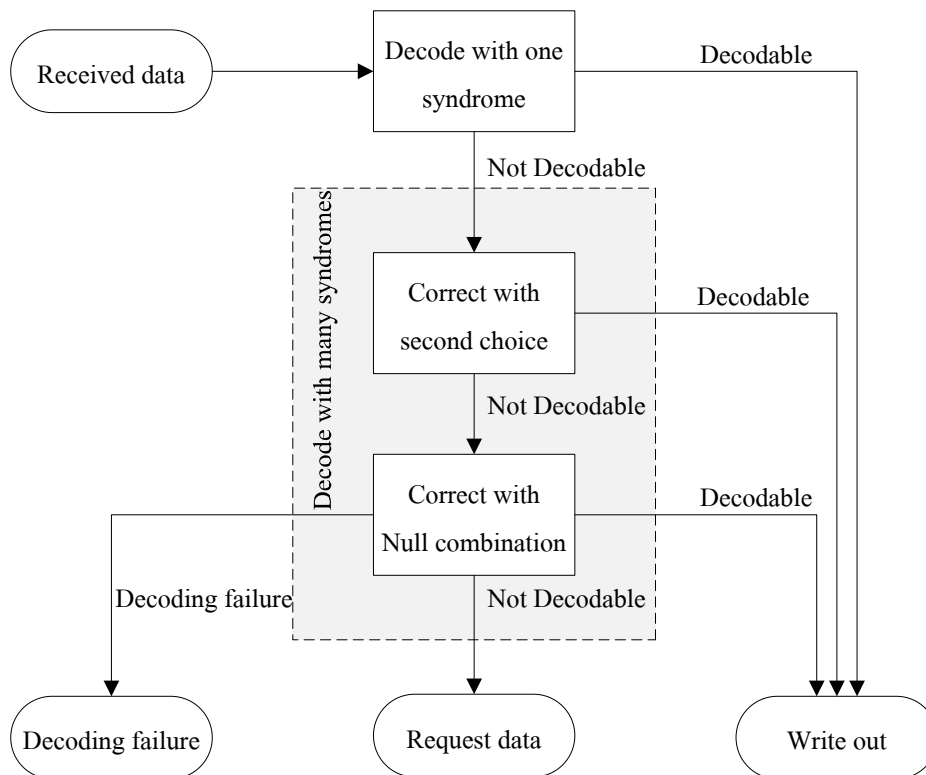 Decode with one
syndrome
Decodable
Received data
Not Decodable
Decode with many syndromes
Correct with
second choice
Decodable
Not Decodable
Correct with
Null combination
Decodable
Decoding failure
Not Decodable
Decoding failure
Request data
Write out